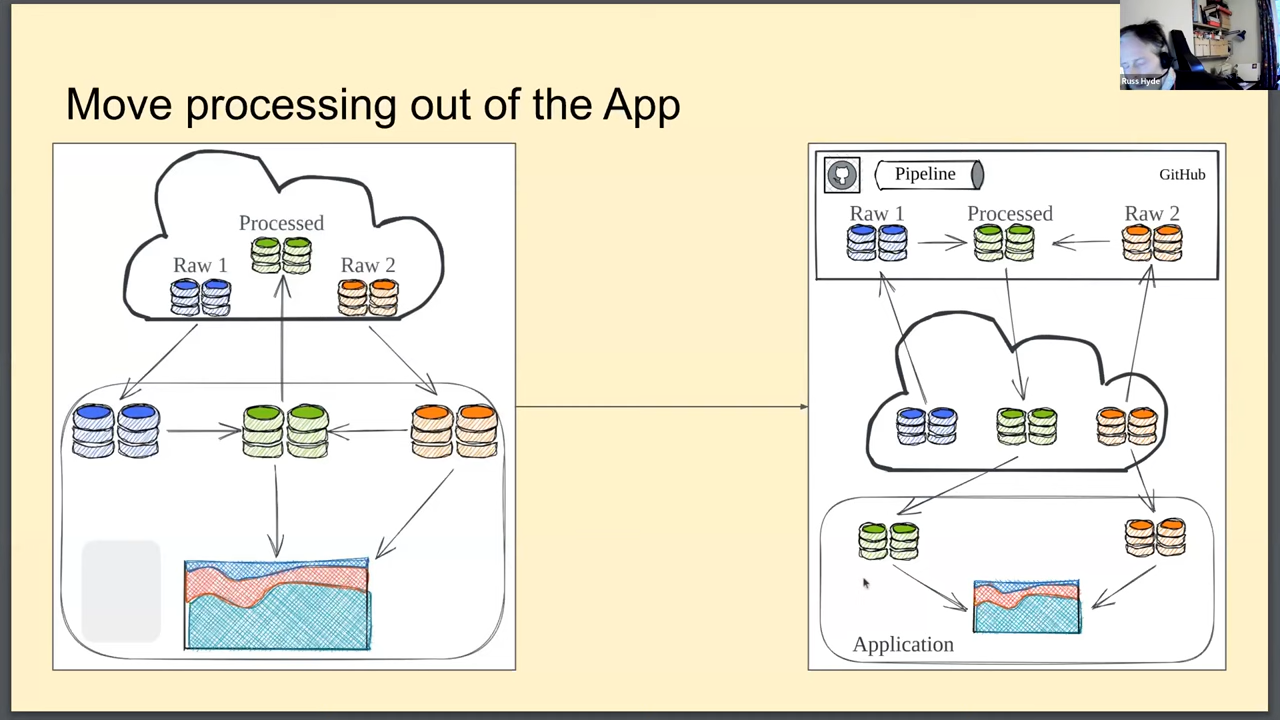 Russ Hyde
Move processing out of the App
Processed
Raw 1
Raw 2
Pipeline
GitHub
Raw 1
Processed
Raw 2
Application